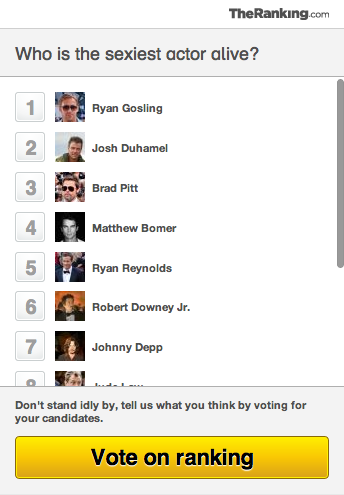 TheRanking.com
Who is the sexiest actor alive?
1 Ryan Gosling
2 Josh Duhamel
3 Brad Pitt
4 Matthew Bomer
5 Ryan Reynolds
6 Robert Downey Jr.
7 Johnny Depp
8 Jude Law
Don't stand idly by, tell us what you think by voting for
your candidates.
Vote on ranking